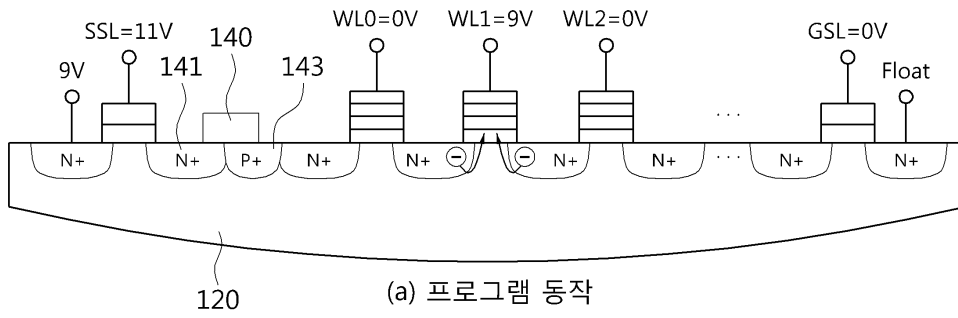 WL0=0V WL1=9V WL2=0V
SSL=11V 140 GSL=0V
9V 141 143 Float
· · ·
N+ N+ P+ N+ N+ − − N+ N+ · · · N+ N+
120
(a) 프로그램 동작